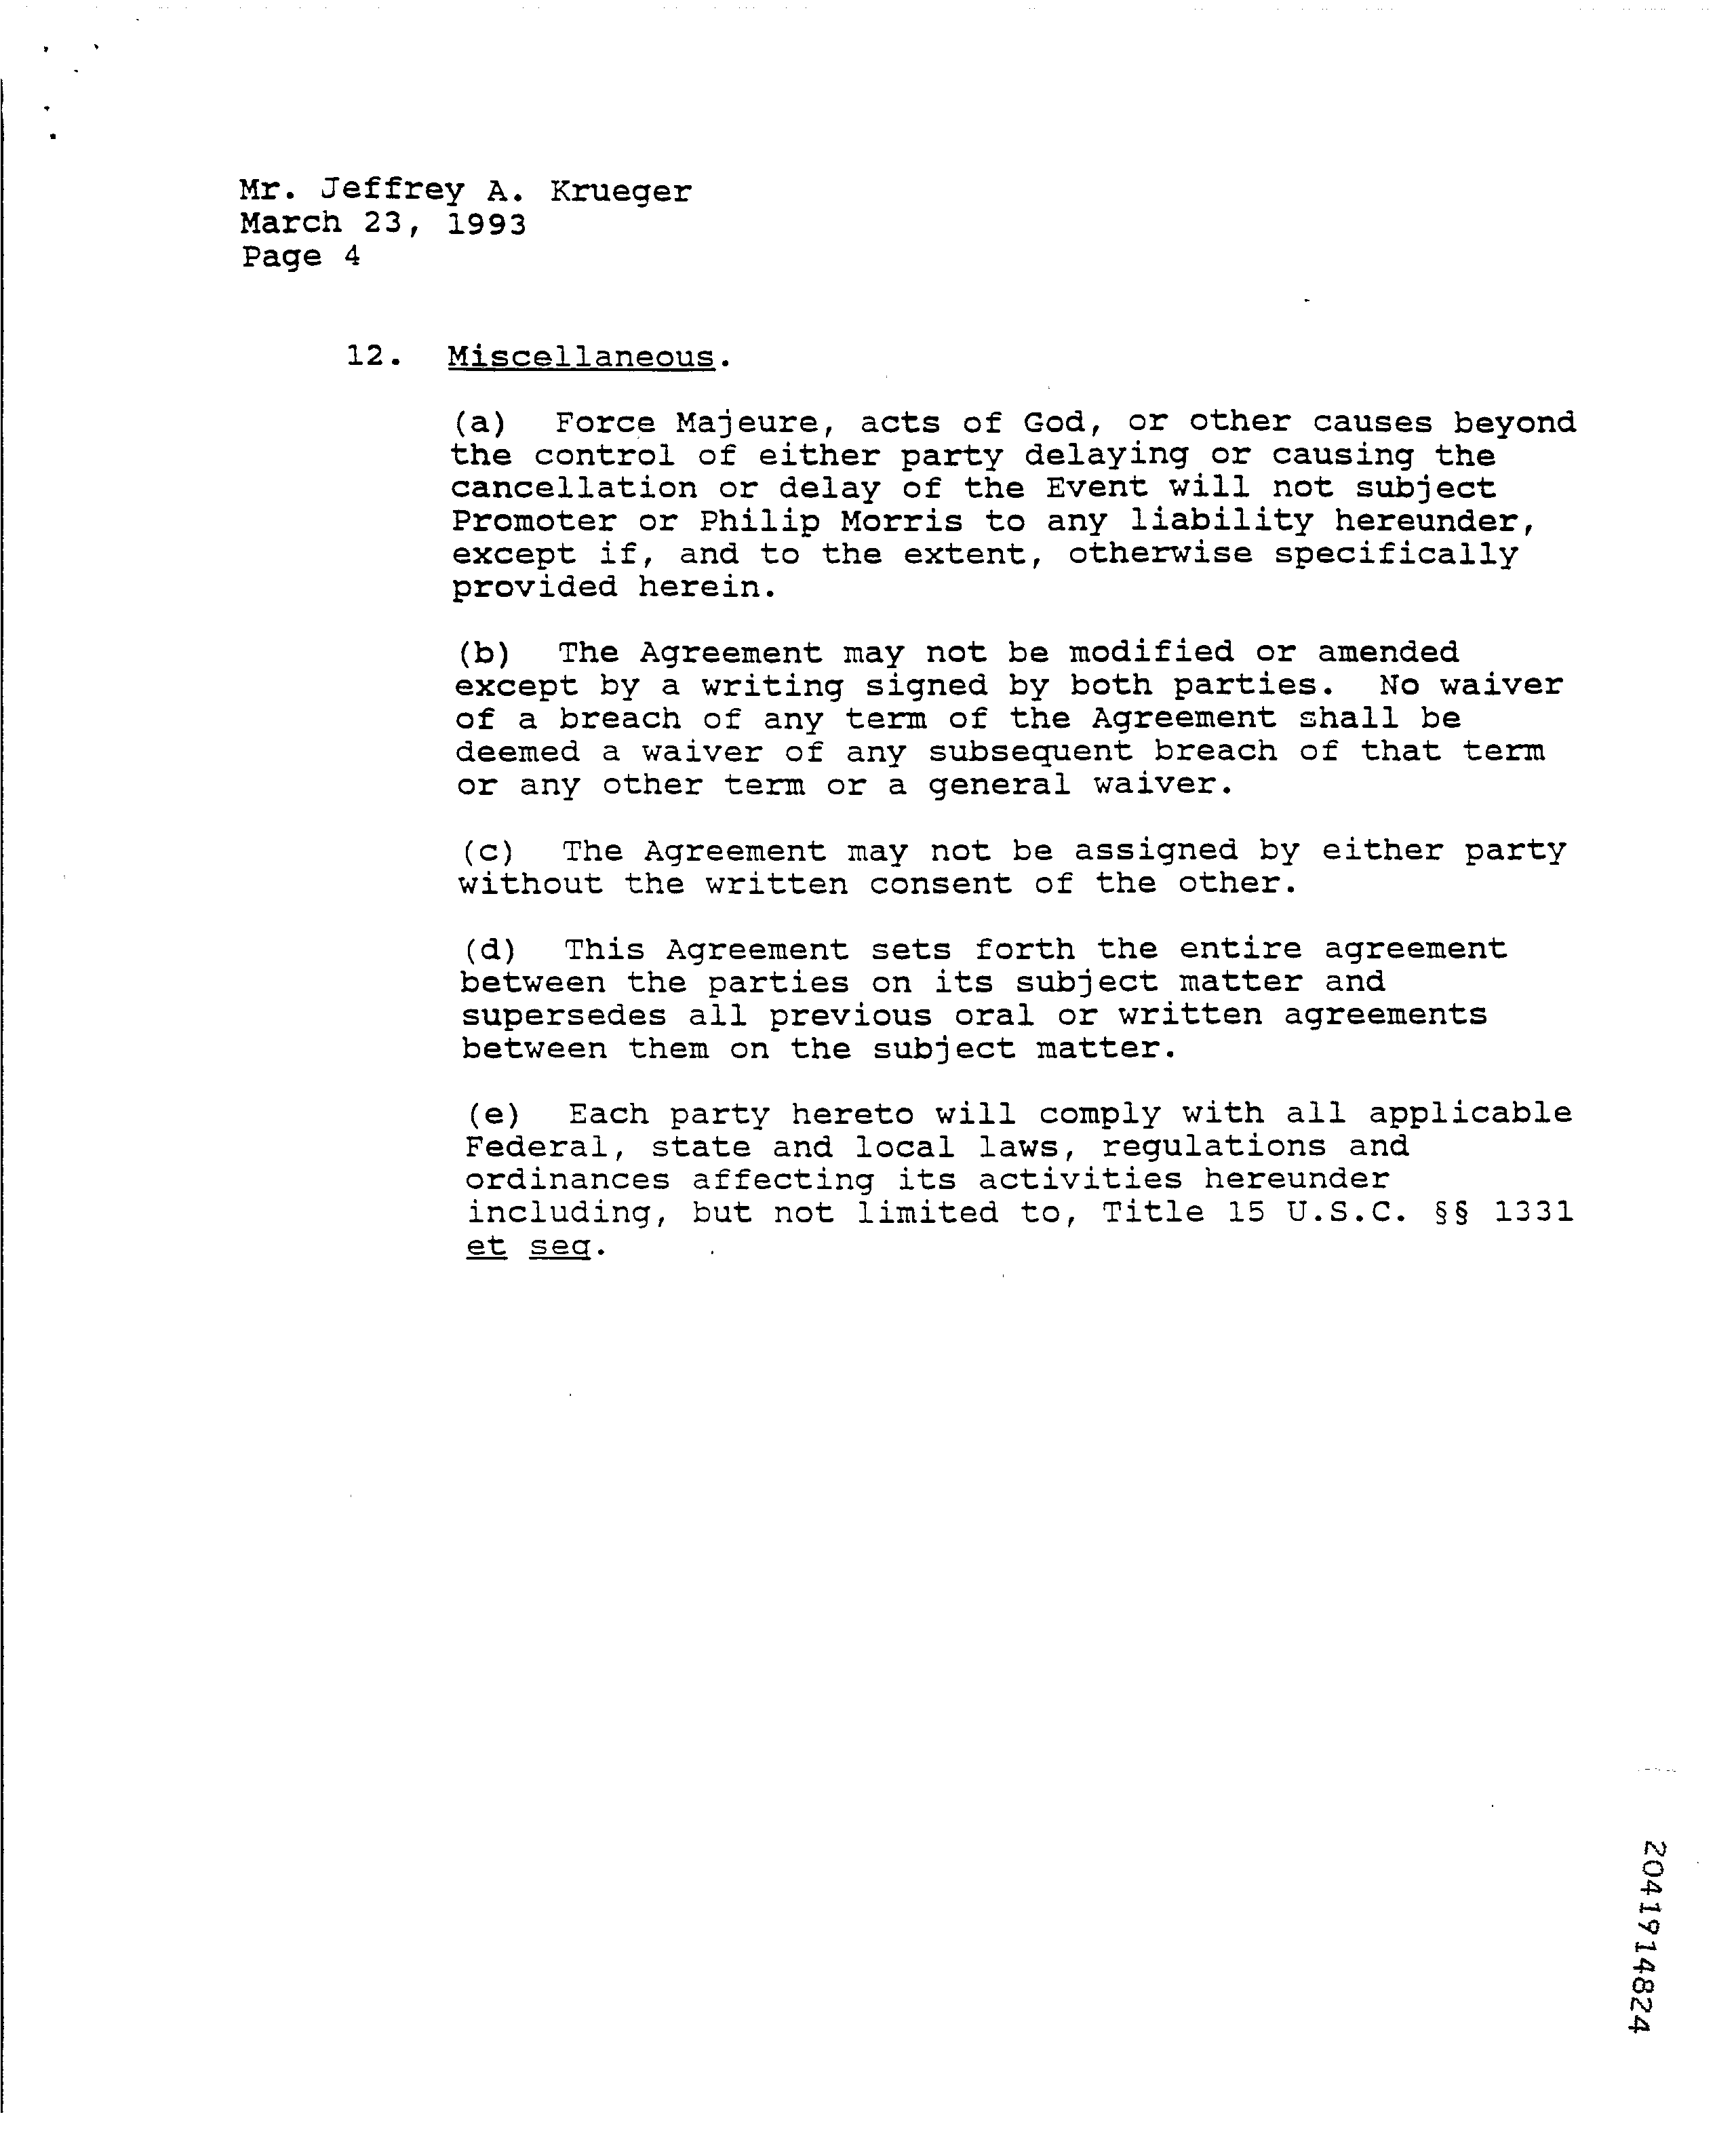 Mr. Jeffrey A. Krueger
March 23, 1993
Page 4
12. Miscellaneous.
(a) Force Majeure, acts of God, or other causes beyond
the control of either party delaying or causing the
cancellation or delay of the Event will not subject
Promoter or Philip Morris to any liability hereunder,
except if, and to the extent, otherwise specifically
provided herein.
(b) The Agreement may not be modified or amended
except by a writing signed by both parties. No waiver
of a breach of any term of the Agreement shall be
deemed a waiver of any subsequent breach of that term
or any other term or a general waiver.
(c) The Agreement may not be assigned by either party
without the written consent of the other.
(d) This Agreement sets forth the entire agreement
between the parties on its subject matter and
supersedes all previous oral or written agreements
between them on the subject matter.
(e) Each party hereto will comply with all applicable
Federal, state and local laws, regulations and
ordinances affecting its activities hereunder
including, but not limited to, Title 15 U.S.C. §§ 1331
et seq.
2041914824